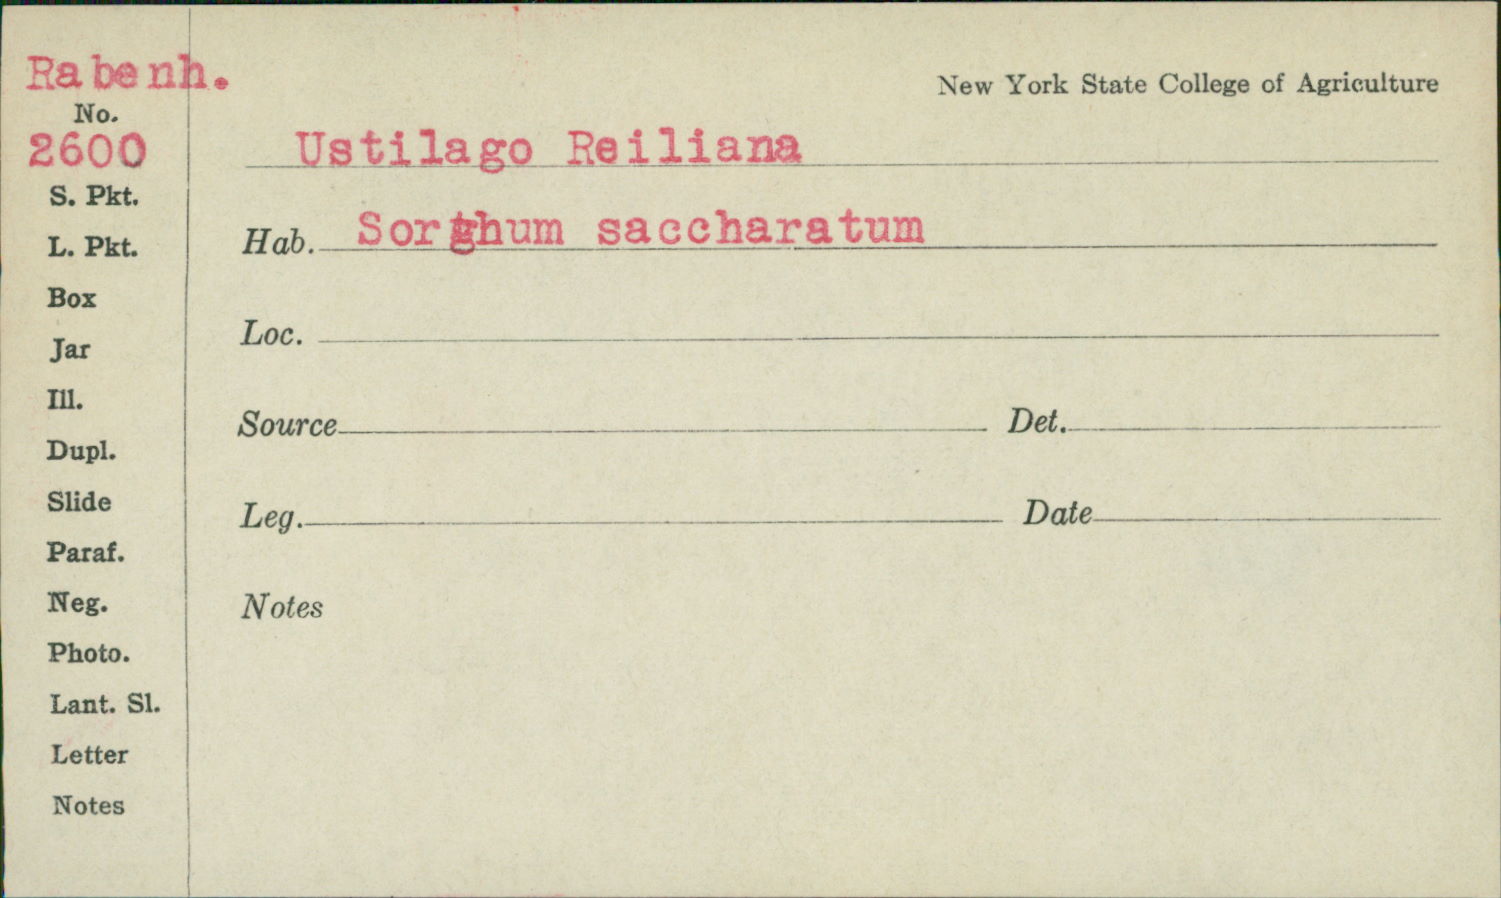 Rabenh.
New York State College of Agriculture
No.
2600
Ustilago Reiliana
S. Pkt.
Hab. Sorghum saccharatum
L. Pkt.
Box
Loc.
Jar
Ill.
Source Det.
Dupl.
Slide
Leg. Date
Paraf.
Neg.
Notes
Photo.
Lant. Sl.
Letter
Notes